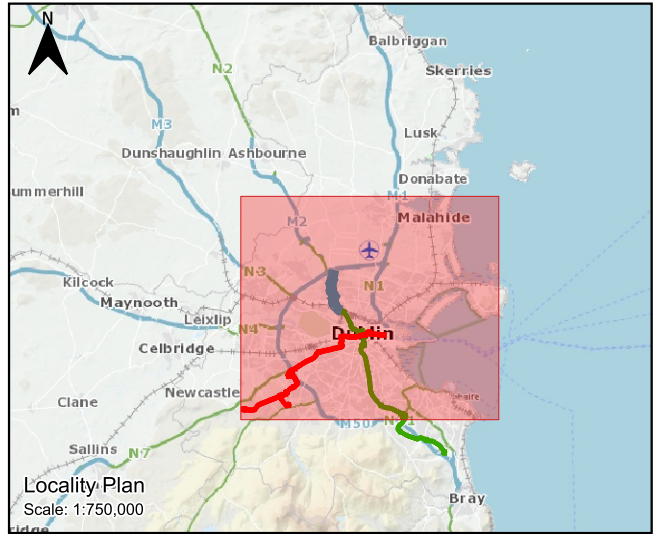 N
Balbriggan
N2
Skerries
M3
Lusk
Dunshaughlin Ashbourne
Donabate
ummerhill
M1
M2
Malahide
N3
Kilcock
N1
Maynooth
Leixlip
N4
Dublin
Celbridge
Newcastle
Clane
M50
Sallins
N7
Locality Plan
Bray
Scale: 1:750,000